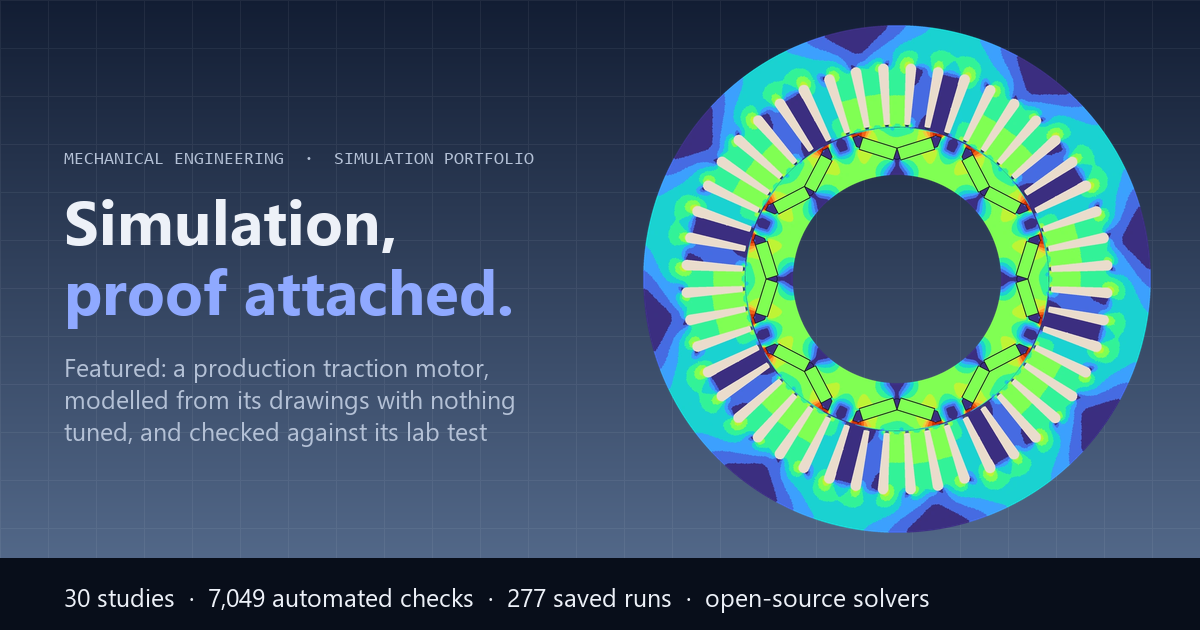 MECHANICAL ENGINEERING · SIMULATION PORTFOLIO
Simulation,
proof attached.
Featured: a production traction motor,
modelled from its drawings with nothing
tuned, and checked against its lab test
30 studies · 7,049 automated checks · 277 saved runs · open-source solvers